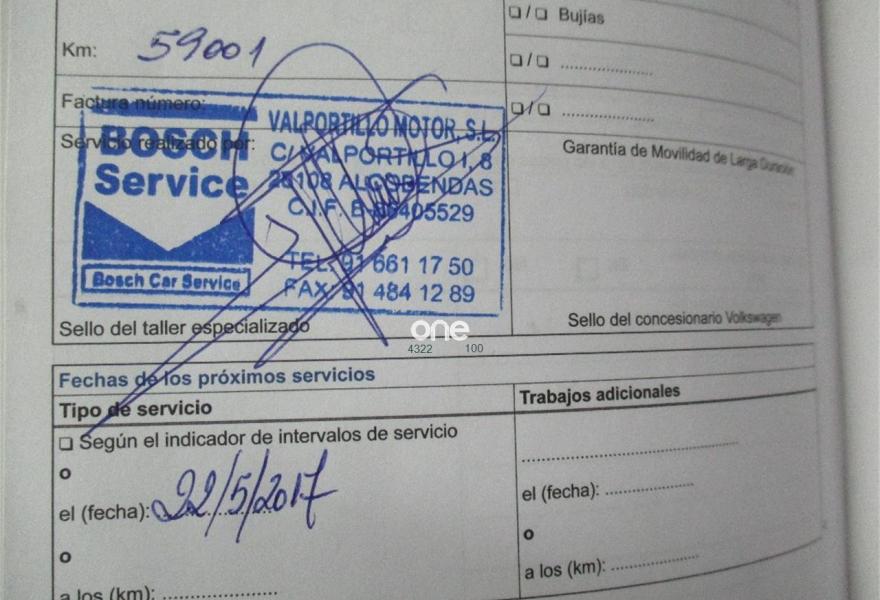 ❏ / ❏ Bujías
Km: 59001
❏ / ❏ ........................
Factura número:
❏ / ❏ ........................
Servicio realizado por:
BOSCH
Service
Bosch Car Service
VALPORTILLO MOTOR, S.L.
C/ VALPORTILLO I, 8
28108 ALCOBENDAS
C.I.F. B-85405529
TEL. 91 661 17 50
FAX: 91 484 12 89
Garantía de Movilidad de Larga Duración
Sello del taller especializado
Sello del concesionario Volkswagen
one
4322 100
Fechas de los próximos servicios
Tipo de servicio
Trabajos adicionales
❏ Según el indicador de intervalos de servicio
o
el (fecha): 22/5/2017
o
a los (km): ........................
........................
el (fecha): ........................
o
a los (km): ........................